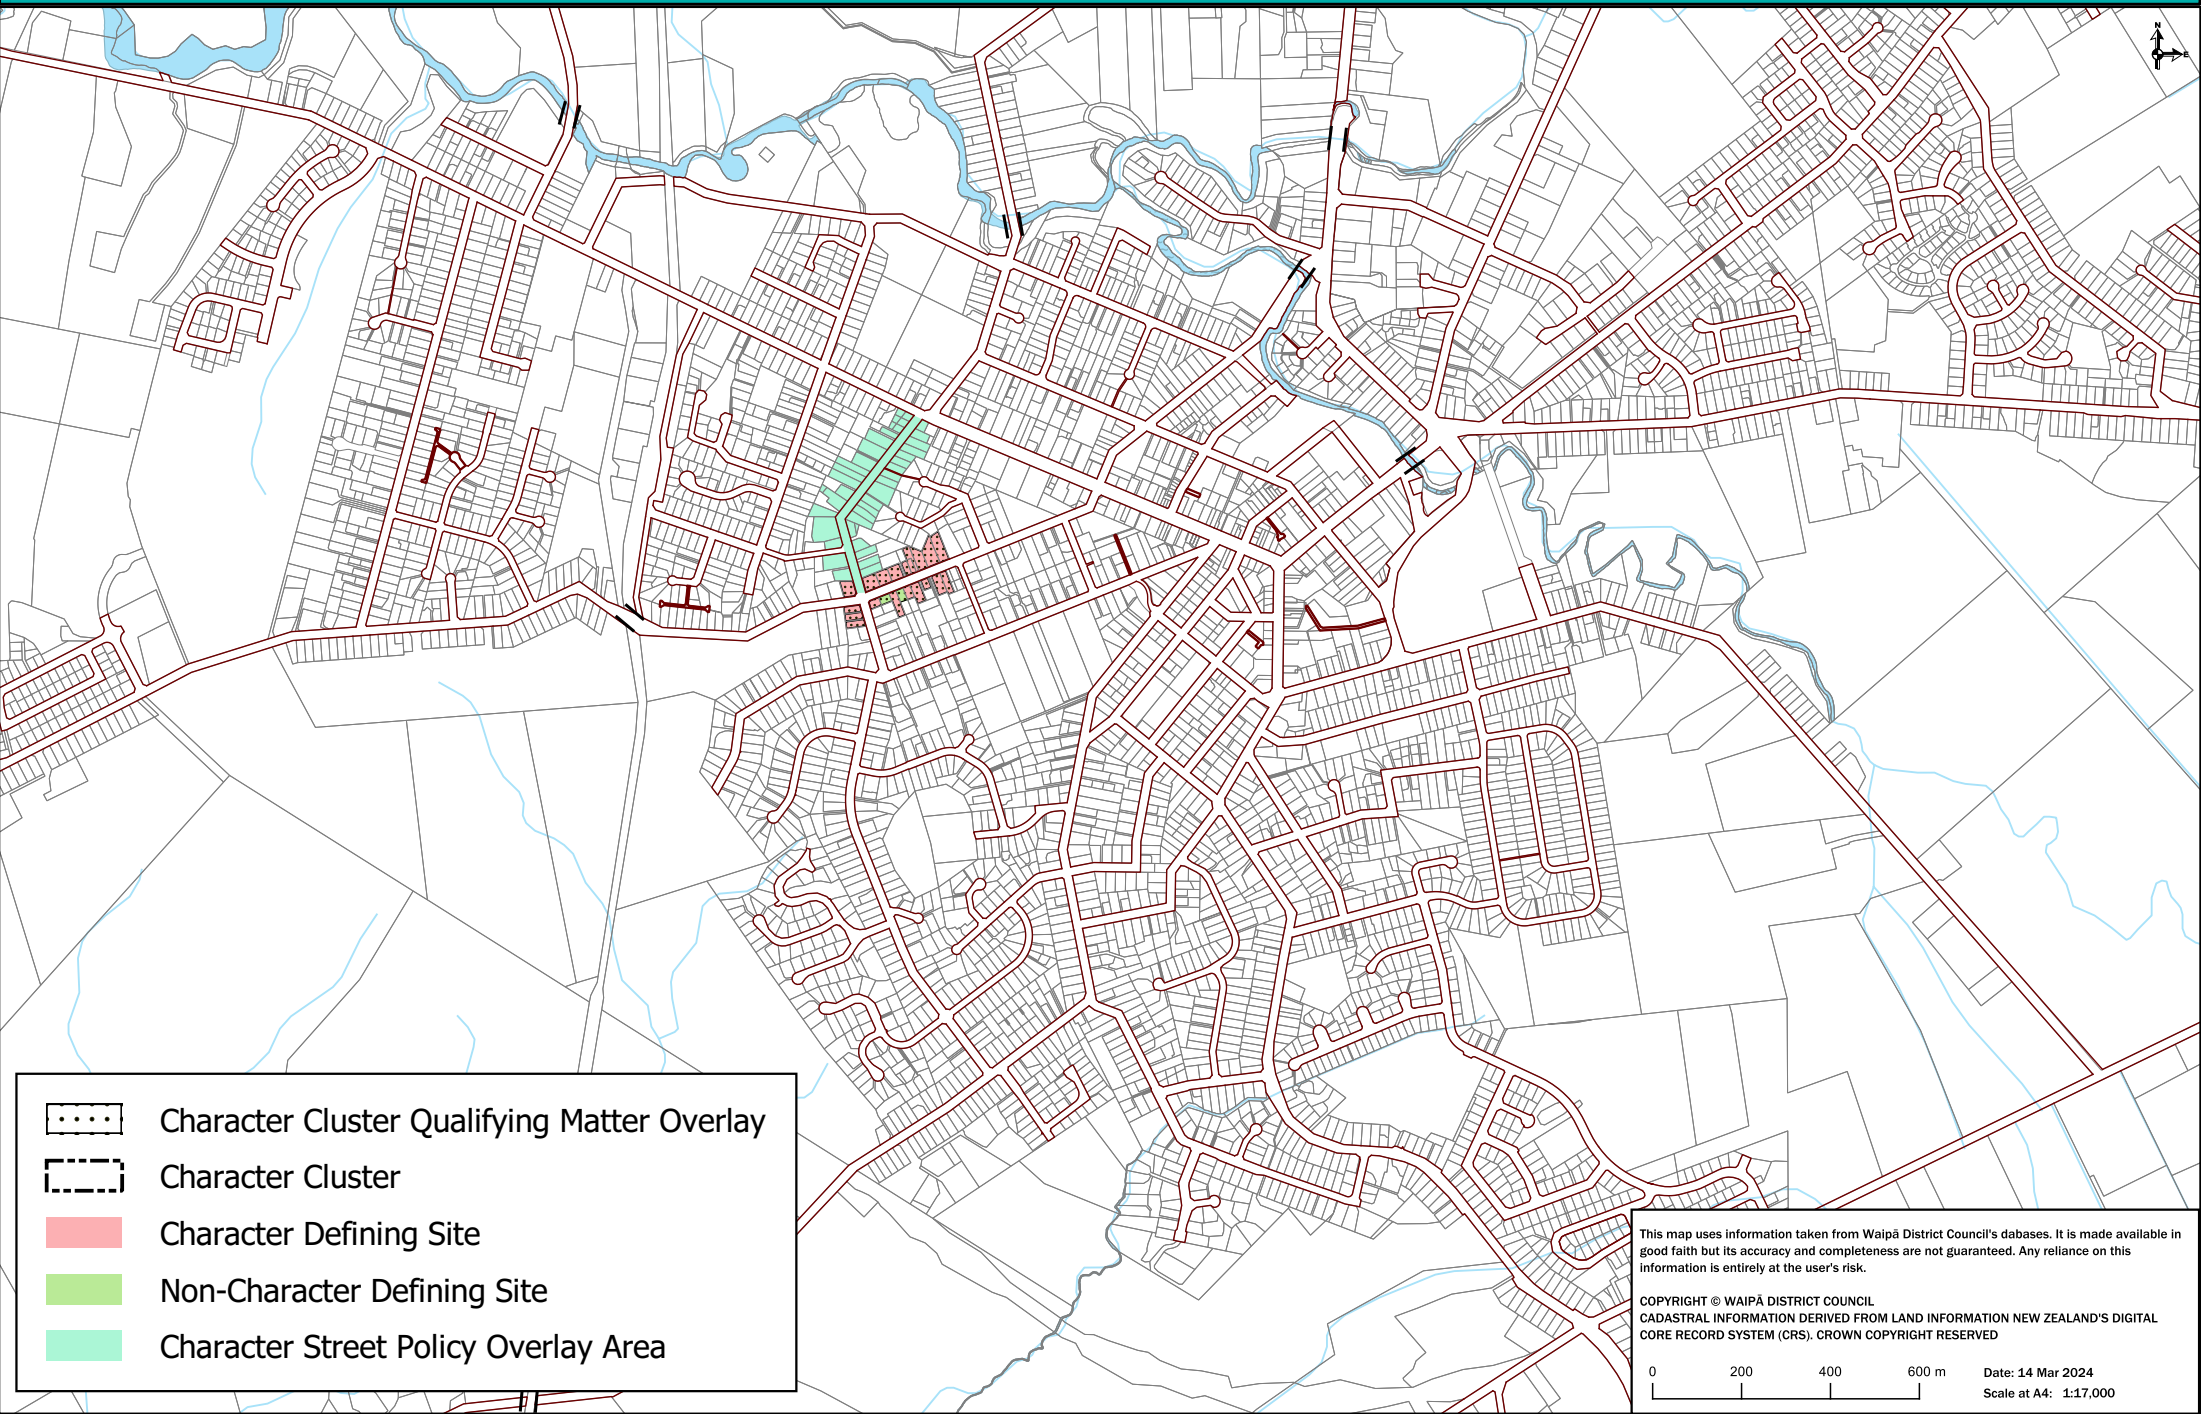 N
E
Character Cluster Qualifying Matter Overlay
Character Cluster
Character Defining Site
Non-Character Defining Site
Character Street Policy Overlay Area
This map uses information taken from Waipā District Council's dabases. It is made available in
good faith but its accuracy and completeness are not guaranteed. Any reliance on this
information is entirely at the user's risk.
COPYRIGHT © WAIPĀ DISTRICT COUNCIL
CADASTRAL INFORMATION DERIVED FROM LAND INFORMATION NEW ZEALAND'S DIGITAL
CORE RECORD SYSTEM (CRS). CROWN COPYRIGHT RESERVED
0 200 400 600 m
Date: 14 Mar 2024
Scale at A4: 1:17,000